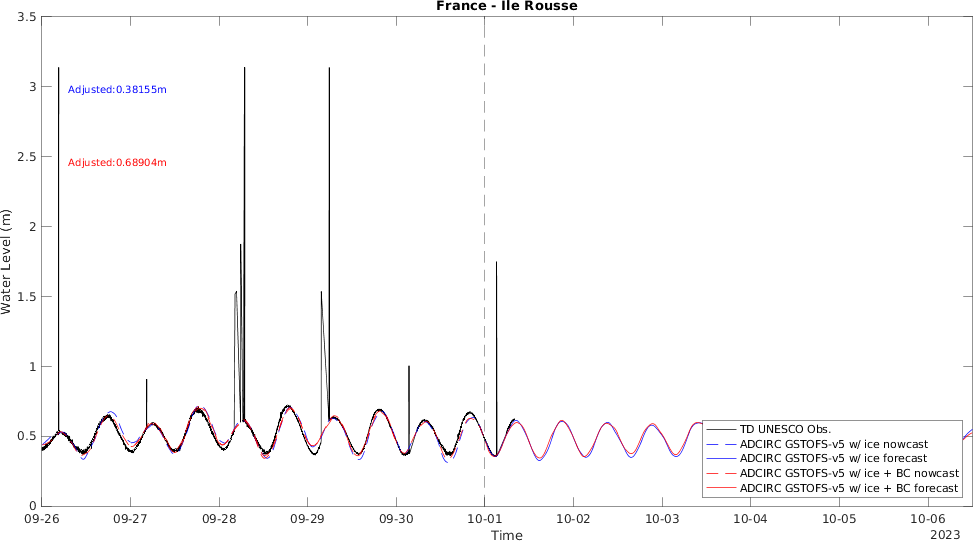 France - Ile Rousse
3.5
3
2.5
2
1.5
1
0.5
0
Water Level (m)
Adjusted:0.38155m
Adjusted:0.68904m
TD UNESCO Obs.
ADCIRC GSTOFS-v5 w/ ice nowcast
ADCIRC GSTOFS-v5 w/ ice forecast
ADCIRC GSTOFS-v5 w/ ice + BC nowcast
ADCIRC GSTOFS-v5 w/ ice + BC forecast
09-26 09-27 09-28 09-29 09-30 10-01 10-02 10-03 10-04 10-05 10-06
Time
2023